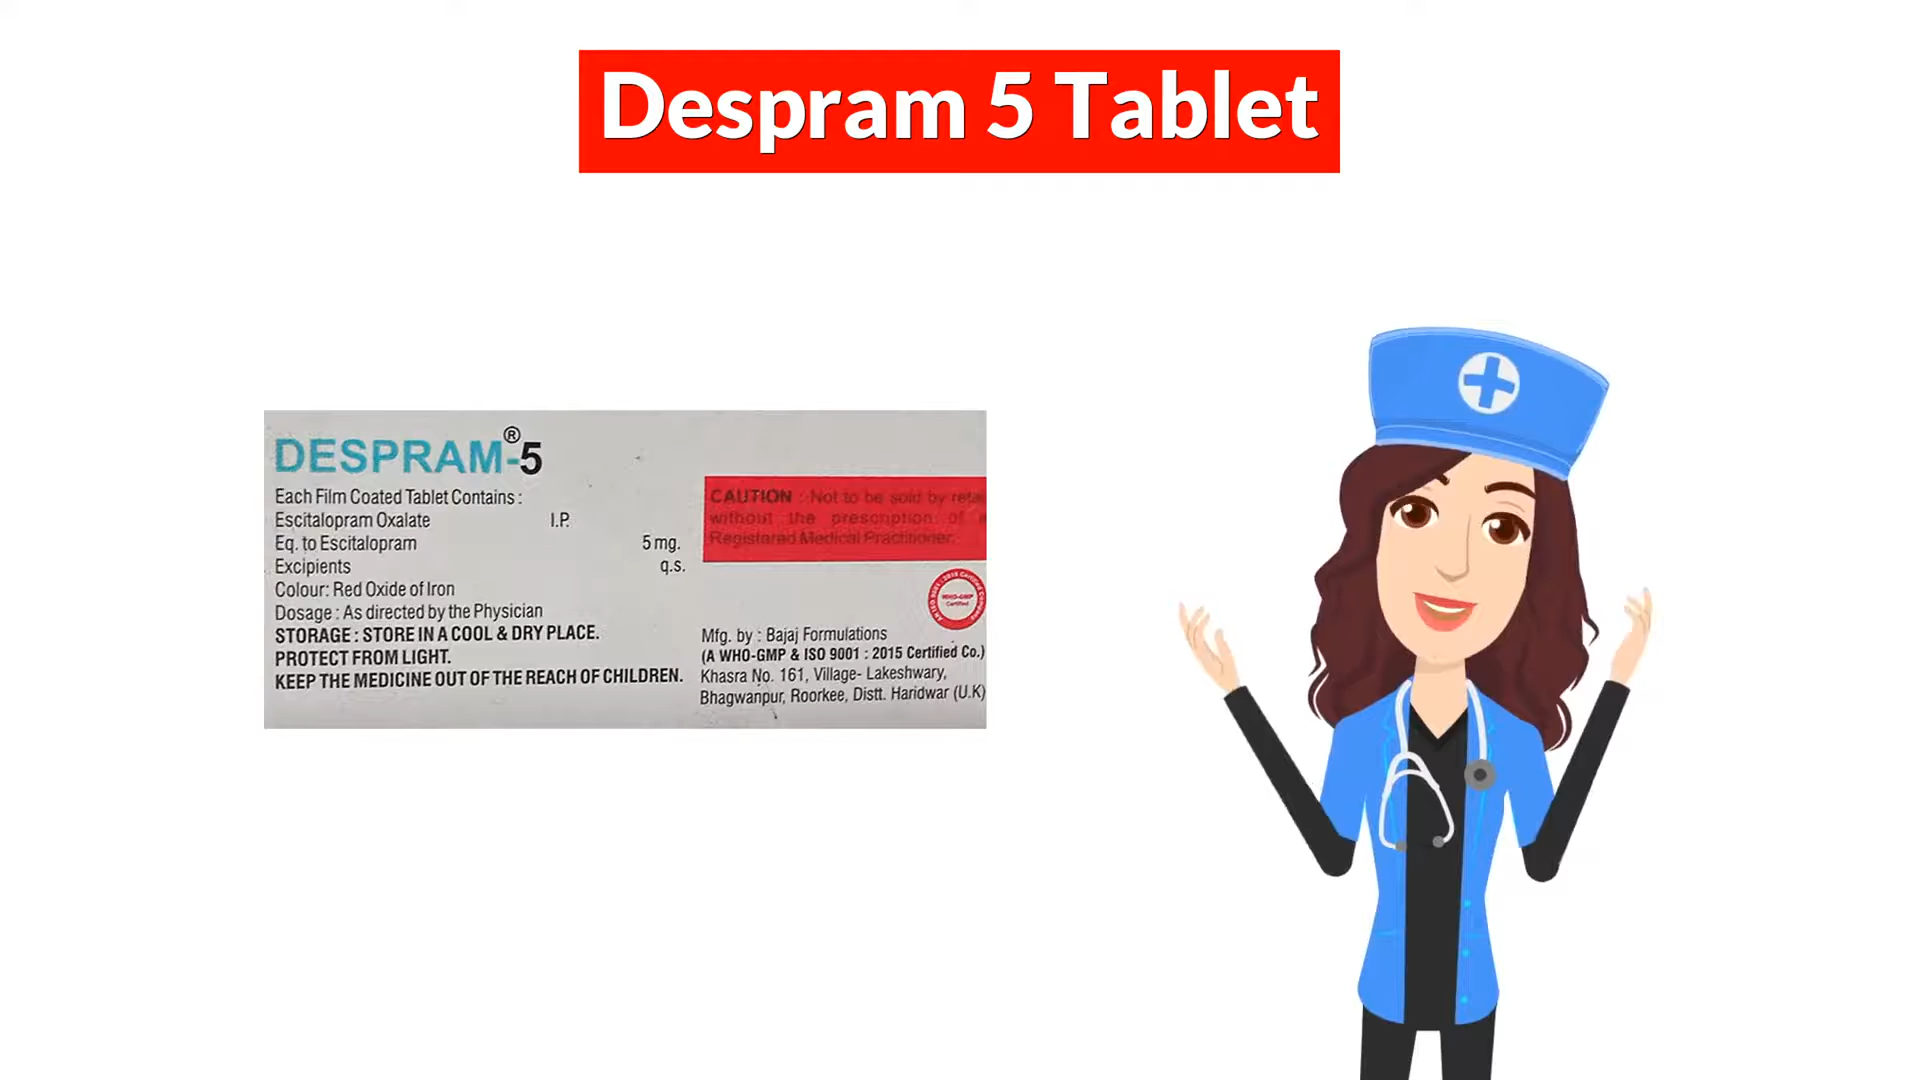 Despram 5 Tablet
DESPRAM®-5
Each Film Coated Tablet Contains :
Escitalopram Oxalate I.P.
Eq. to Escitalopram 5 mg.
Excipients q.s.
Colour: Red Oxide of Iron
Dosage : As directed by the Physician
STORAGE : STORE IN A COOL & DRY PLACE.
PROTECT FROM LIGHT.
KEEP THE MEDICINE OUT OF THE REACH OF CHILDREN.
CAUTION : Not to be sold by
without the prescription of
Registered Medical Practitioner.
WHO-GMP
Certified
Mfg. by : Bajaj Formulations
(A WHO-GMP & ISO 9001 : 2015 Certified Co.)
Khasra No. 161, Village- Lakeshwary,
Bhagwanpur, Roorkee, Distt. Haridwar (U.K)